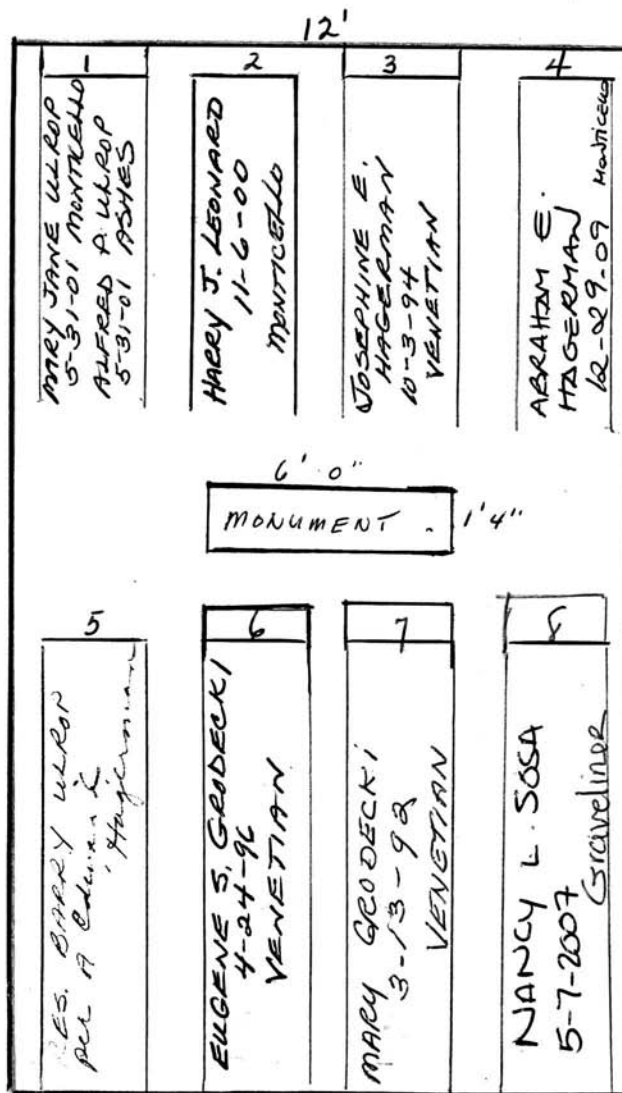 12'
1
MARY JANE ULROP
5-31-01 MONTICELLO
ALFRED P. ULROP
5-31-01 ASHES
2
HARRY J. LEONARD
11-6-00
MONTICELLO
3
JOSEPHINE E.
HAGERMAN
10-3-94
VENETIAN
4
ABRAHAM E.
HAGERMAN
12-29-09 MONTICELLO
6' 0"
MONUMENT 1'4"
5
RES. BARRY ULROP
per A
Hagerman
6
EUGENE S. GRODECKI
4-24-96
VENETIAN
7
MARY GRODECKI
3-13-92
VENETIAN
8
NANCY L. SOSA
5-7-2007
Graveliner